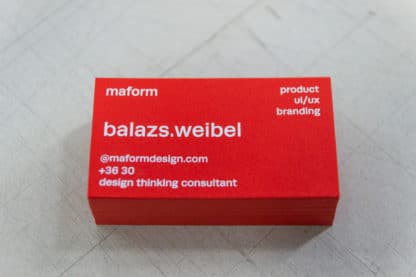 maform
product
ui/ux
branding
balazs.weibel
@maformdesign.com
+36 30
design thinking consultant